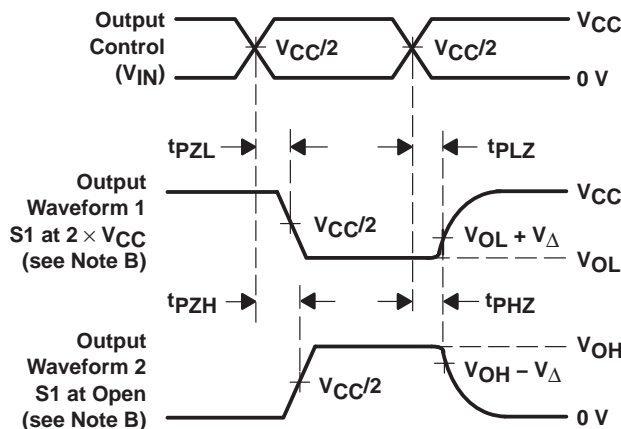 Output
Control
(VIN)
VCC/2
VCC/2
VCC
0 V
tPZL
tPLZ
Output
Waveform 1
S1 at 2 × VCC
(see Note B)
VCC/2
VCC
VOL + VΔ
VOL
tPZH
tPHZ
Output
Waveform 2
S1 at Open
(see Note B)
VCC/2
VOH
VOH − VΔ
0 V